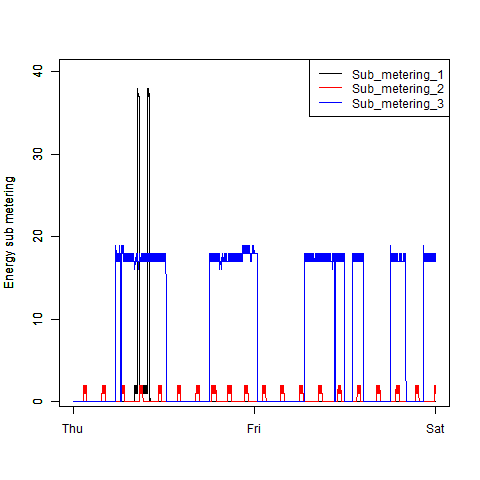 Sub_metering_1
Sub_metering_2
Sub_metering_3
Energy sub metering
40
30
20
10
0
Thu Fri Sat